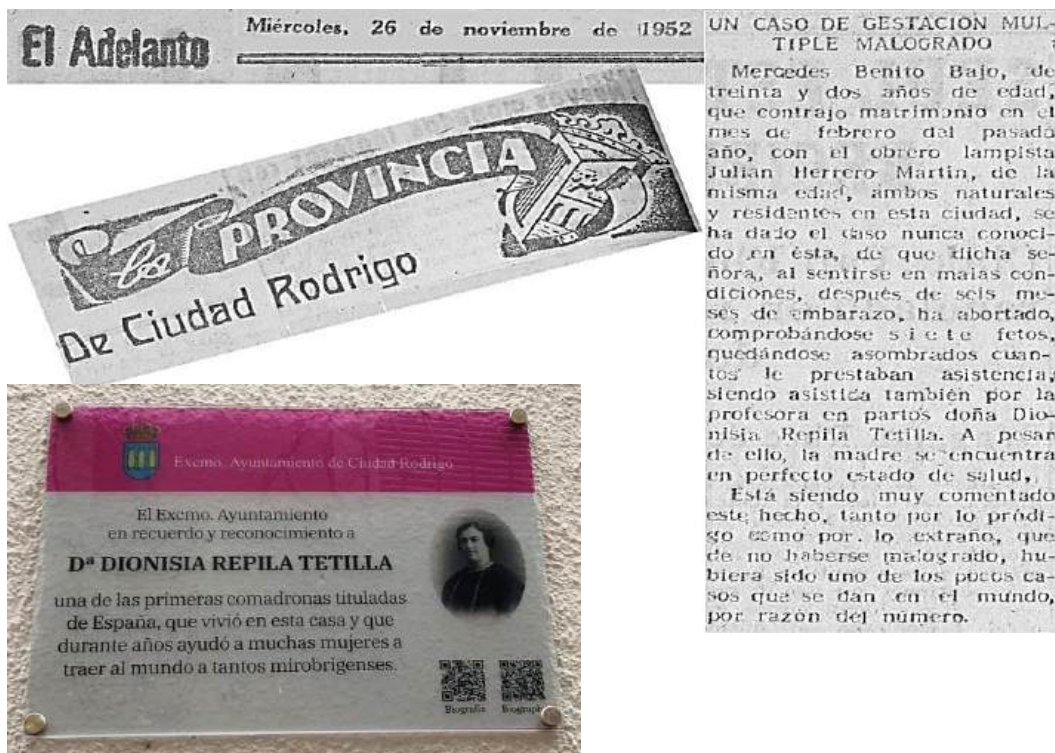 El Adelanto
Miércoles, 26 de noviembre de 1952
La PROVINCIA
De Ciudad Rodrigo
UN CASO DE GESTACION MUL-
TIPLE MALOGRADO
Mercedes Benito Bajo, de
treinta y dos años de edad,
que contrajo matrimonio en el
mes de febrero del pasado
año, con el obrero lampista
Julian Herrero Martin, de la
misma edad, ambos naturales
y residentes en esta ciudad, se
ha dado el caso nunca conoci-
do en ésta, de que dicha se-
ñora, al sentirse en malas con-
diciones, después de seis me-
ses de embarazo, ha abortado,
comprobándose siete fetos,
quedándose asombrados cuan-
tos le prestaban asistencia,
siendo asistida también por la
profesora en partos doña Dio-
nisia Repila Tetilla. A pesar
de ello, la madre se encuentra
en perfecto estado de salud,
Está siendo muy comentado
este hecho, tanto por lo pródi-
go como por lo extraño, que
de no haberse malogrado, hu-
biera sido uno de los pocos ca-
sos que se dan en el mundo,
por razón del número.
Excmo. Ayuntamiento de Ciudad Rodrigo
El Excmo. Ayuntamiento
en recuerdo y reconocimiento a
Dª DIONISIA REPILA TETILLA
una de las primeras comadronas tituladas
de España, que vivió en esta casa y que
durante años ayudó a muchas mujeres a
traer al mundo a tantos mirobrigenses.
Biografía Biography